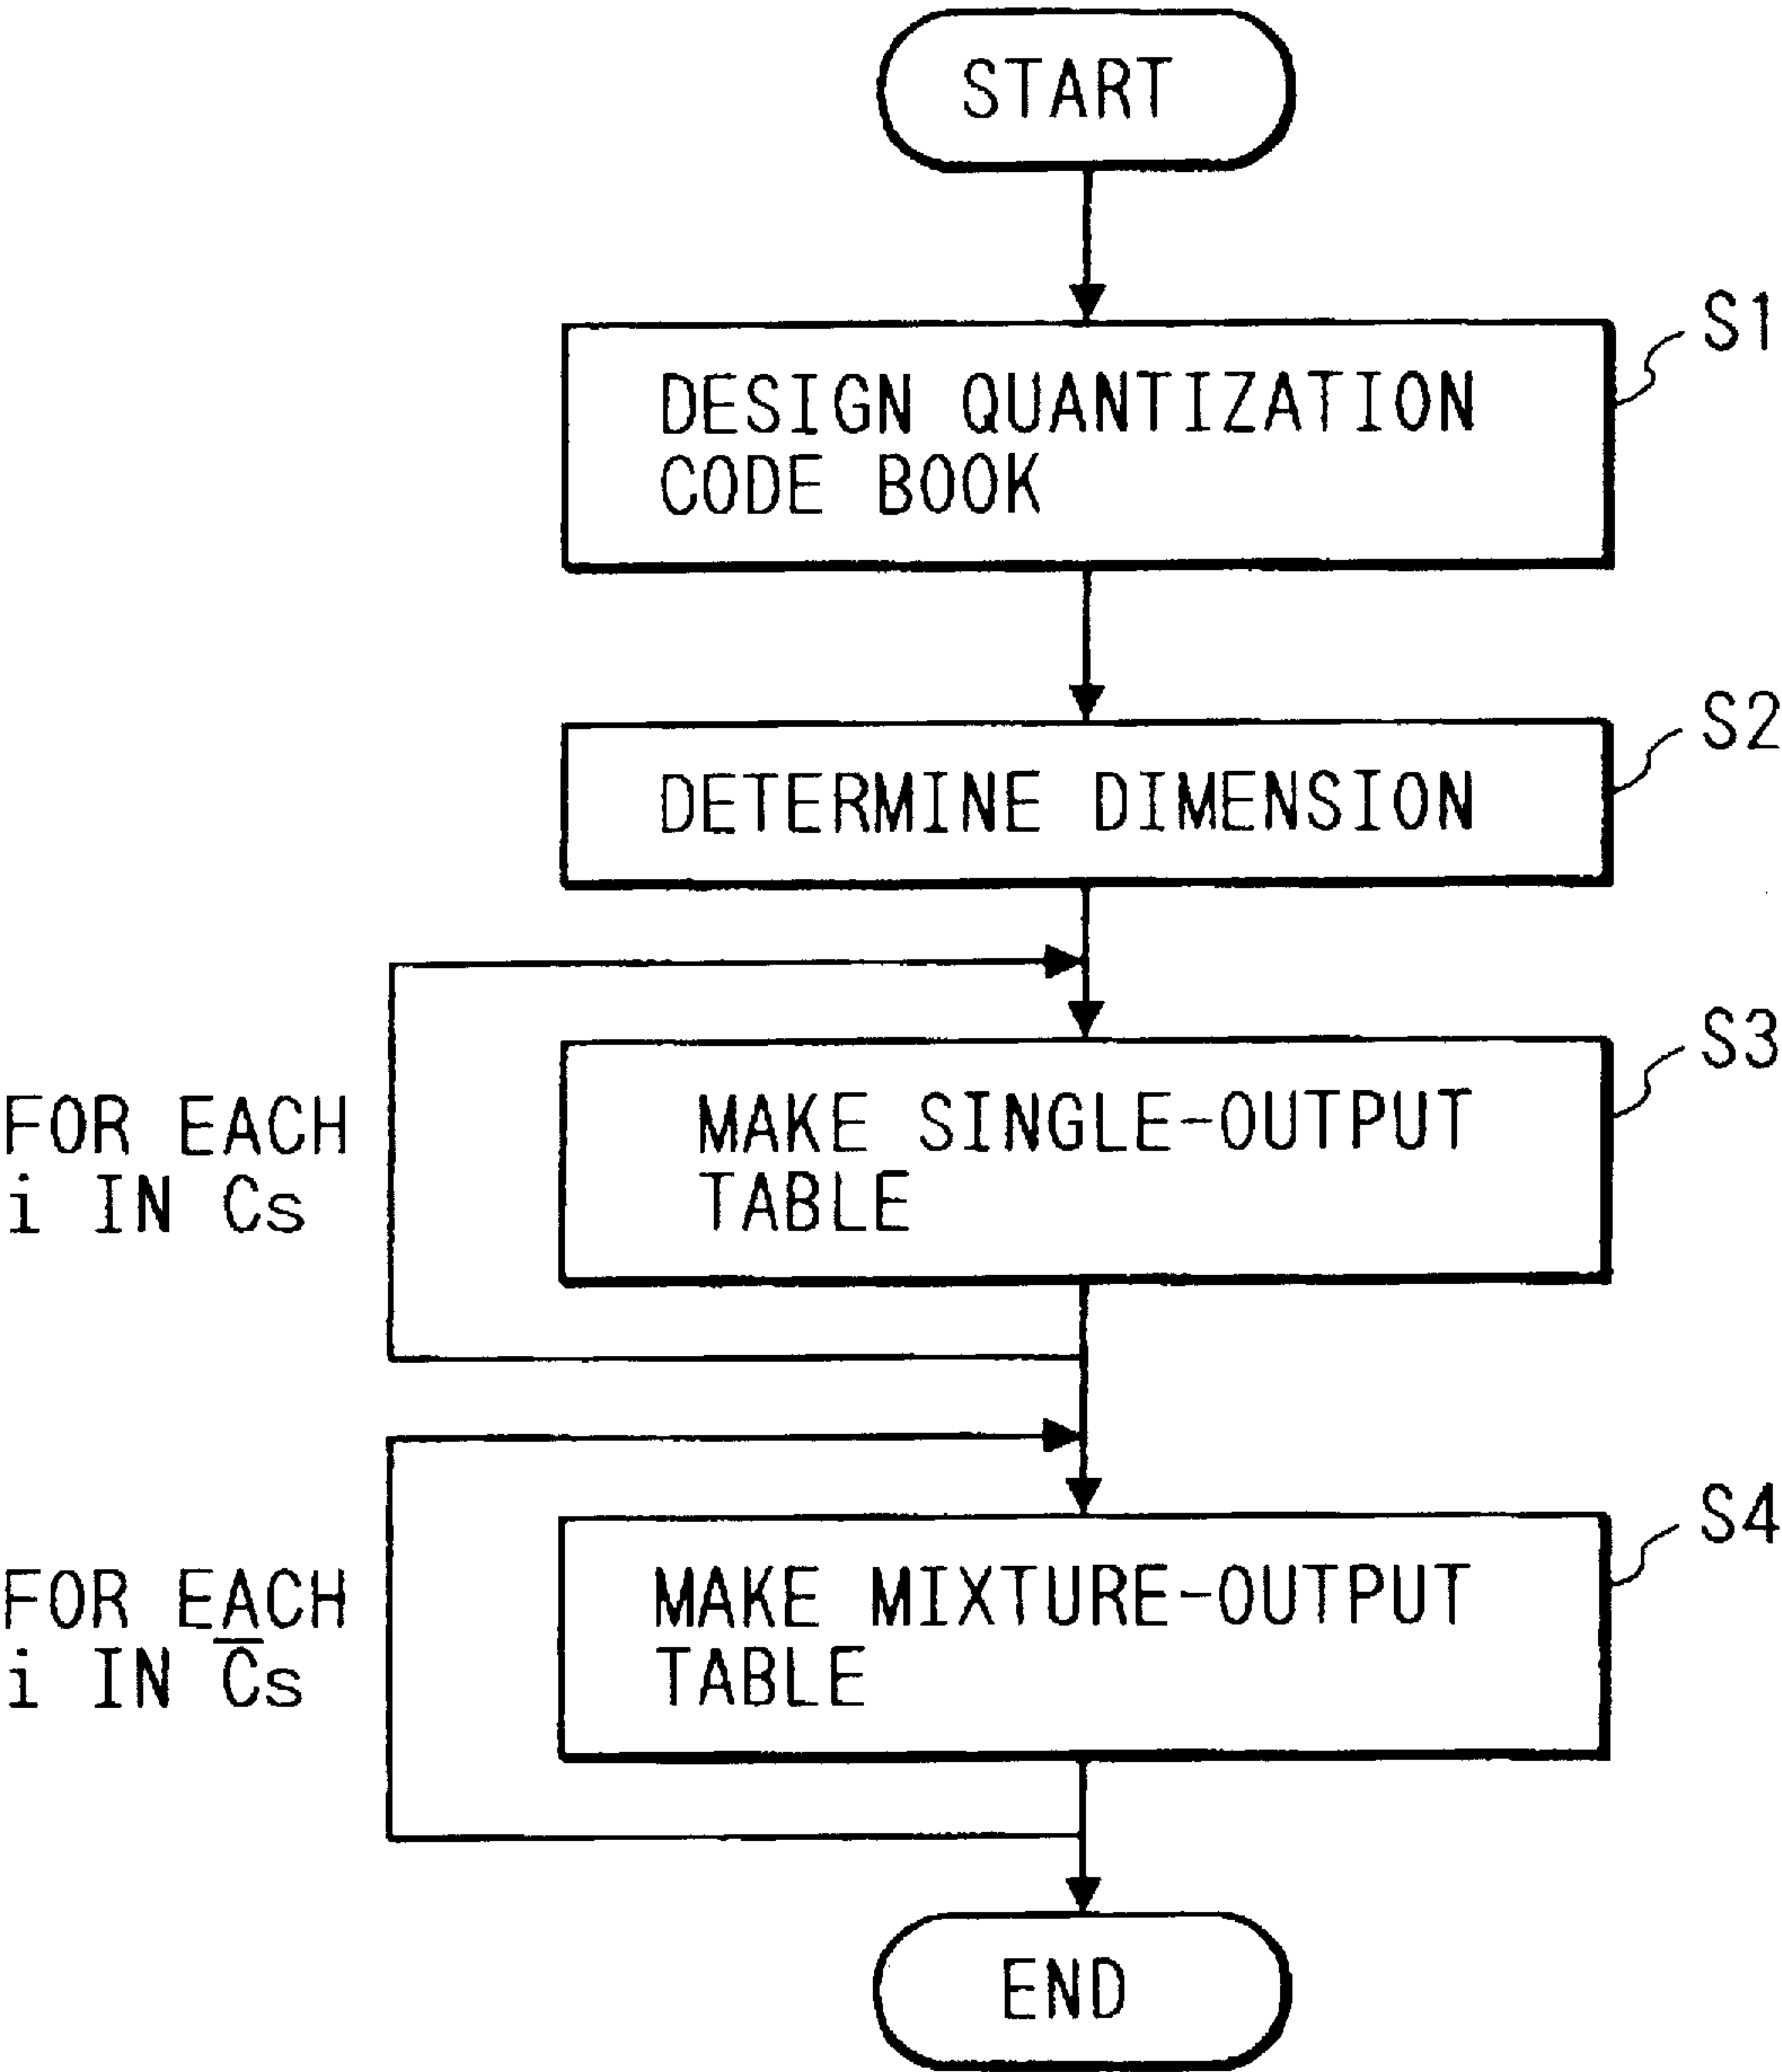 START
S1
DESIGN QUANTIZATION
CODE BOOK
S2
DETERMINE DIMENSION
S3
FOR EACH
i IN Cs
MAKE SINGLE-OUTPUT
TABLE
S4
FOR EACH
i IN C̅s
MAKE MIXTURE-OUTPUT
TABLE
END